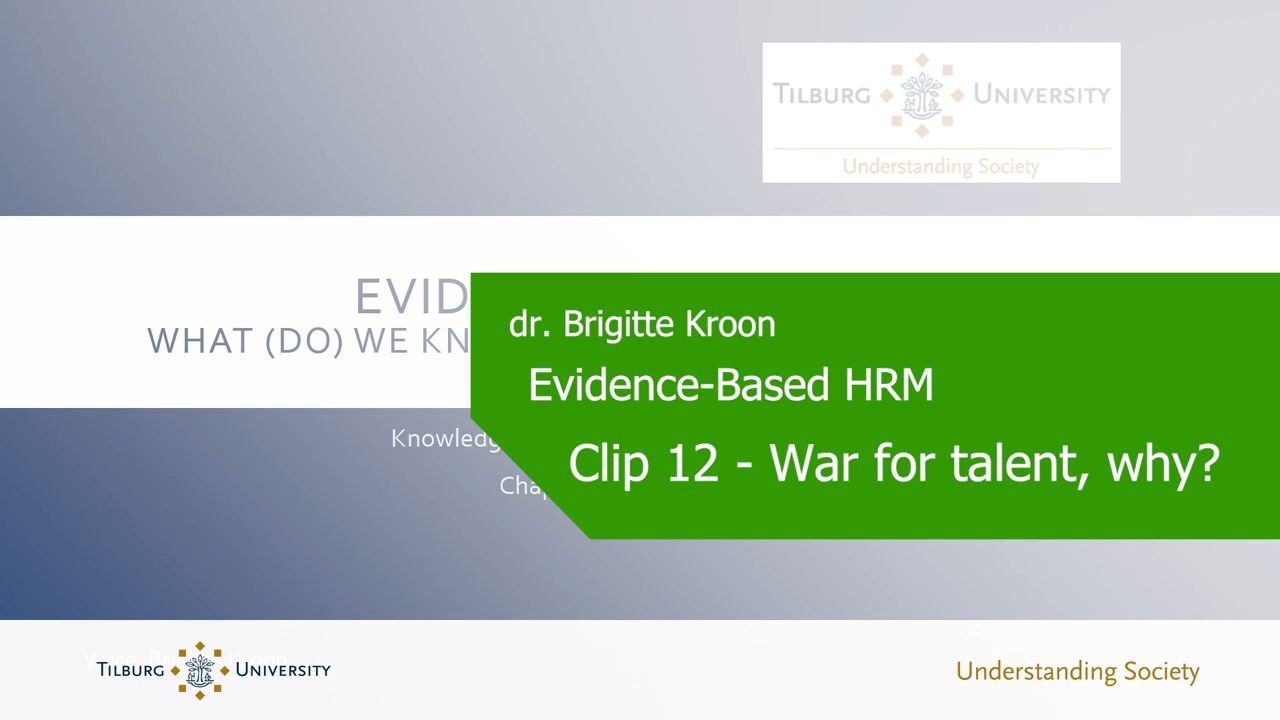 TILBURG UNIVERSITY
Understanding Society
EVID
WHAT (DO) WE KN
dr. Brigitte Kroon
Evidence-Based HRM
Clip 12 - War for talent, why?
Knowledg
Chap
TILBURG UNIVERSITY
Understanding Society